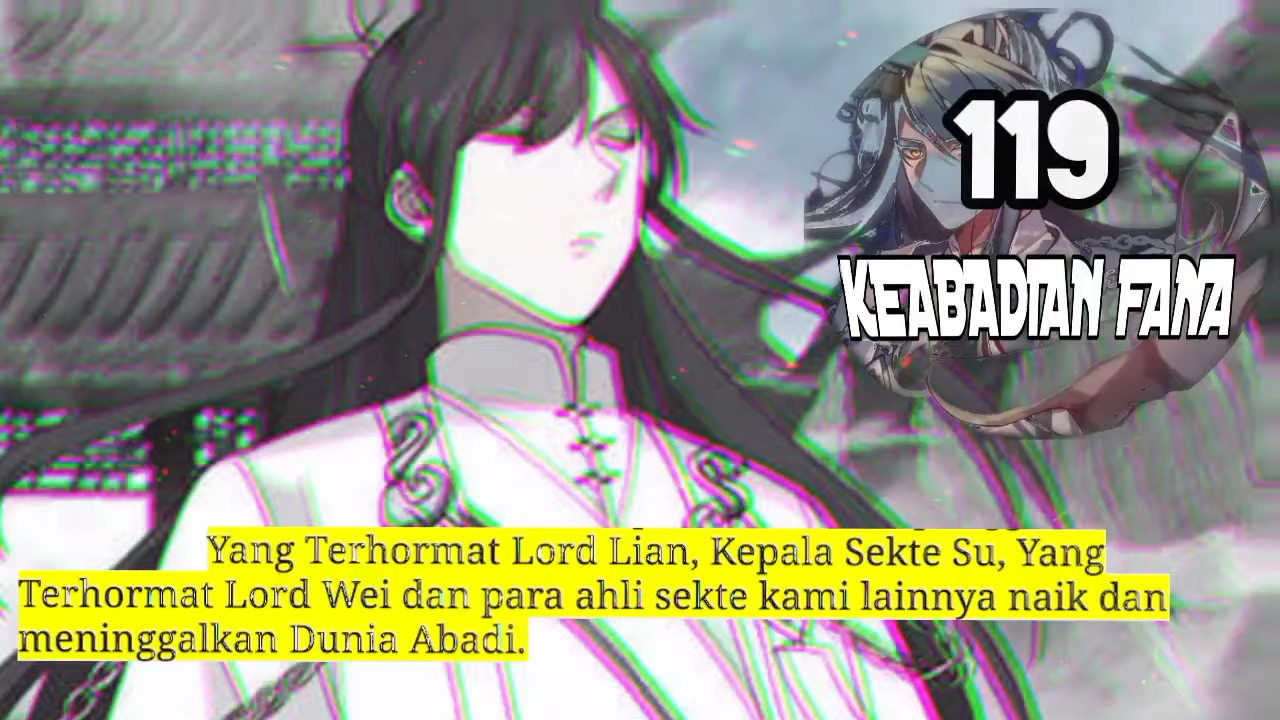 119
KEABADIAN FANA
Yang Terhormat Lord Lian, Kepala Sekte Su, Yang
Terhormat Lord Wei dan para ahli sekte kami lainnya naik dan
meninggalkan Dunia Abadi.